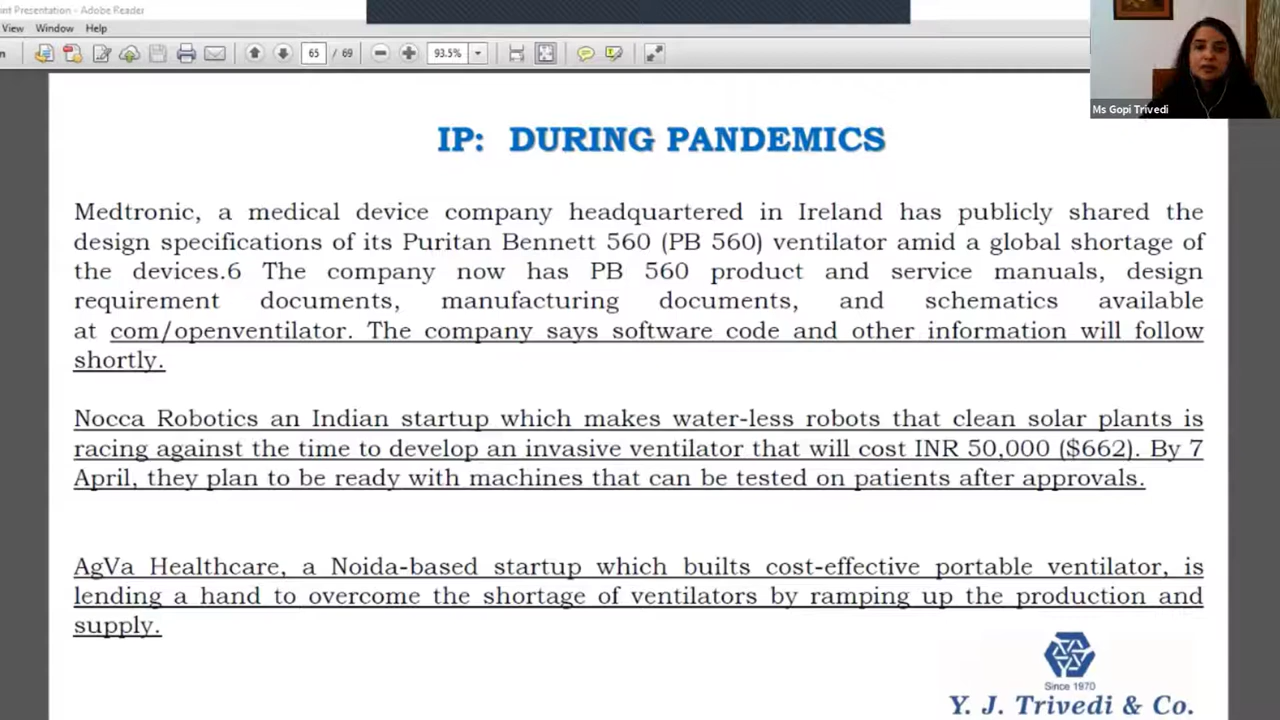 int Presentation - Adobe Reader
View Window Help
65 / 69 93.5%
Ms Gopi Trivedi
IP: DURING PANDEMICS
Medtronic, a medical device company headquartered in Ireland has publicly shared the
design specifications of its Puritan Bennett 560 (PB 560) ventilator amid a global shortage of
the devices.6 The company now has PB 560 product and service manuals, design
requirement documents, manufacturing documents, and schematics available
at com/openventilator. The company says software code and other information will follow
shortly.
Nocca Robotics an Indian startup which makes water-less robots that clean solar plants is
racing against the time to develop an invasive ventilator that will cost INR 50,000 ($662). By 7
April, they plan to be ready with machines that can be tested on patients after approvals.
AgVa Healthcare, a Noida-based startup which builts cost-effective portable ventilator, is
lending a hand to overcome the shortage of ventilators by ramping up the production and
supply.
Since 1970
Y. J. Trivedi & Co.